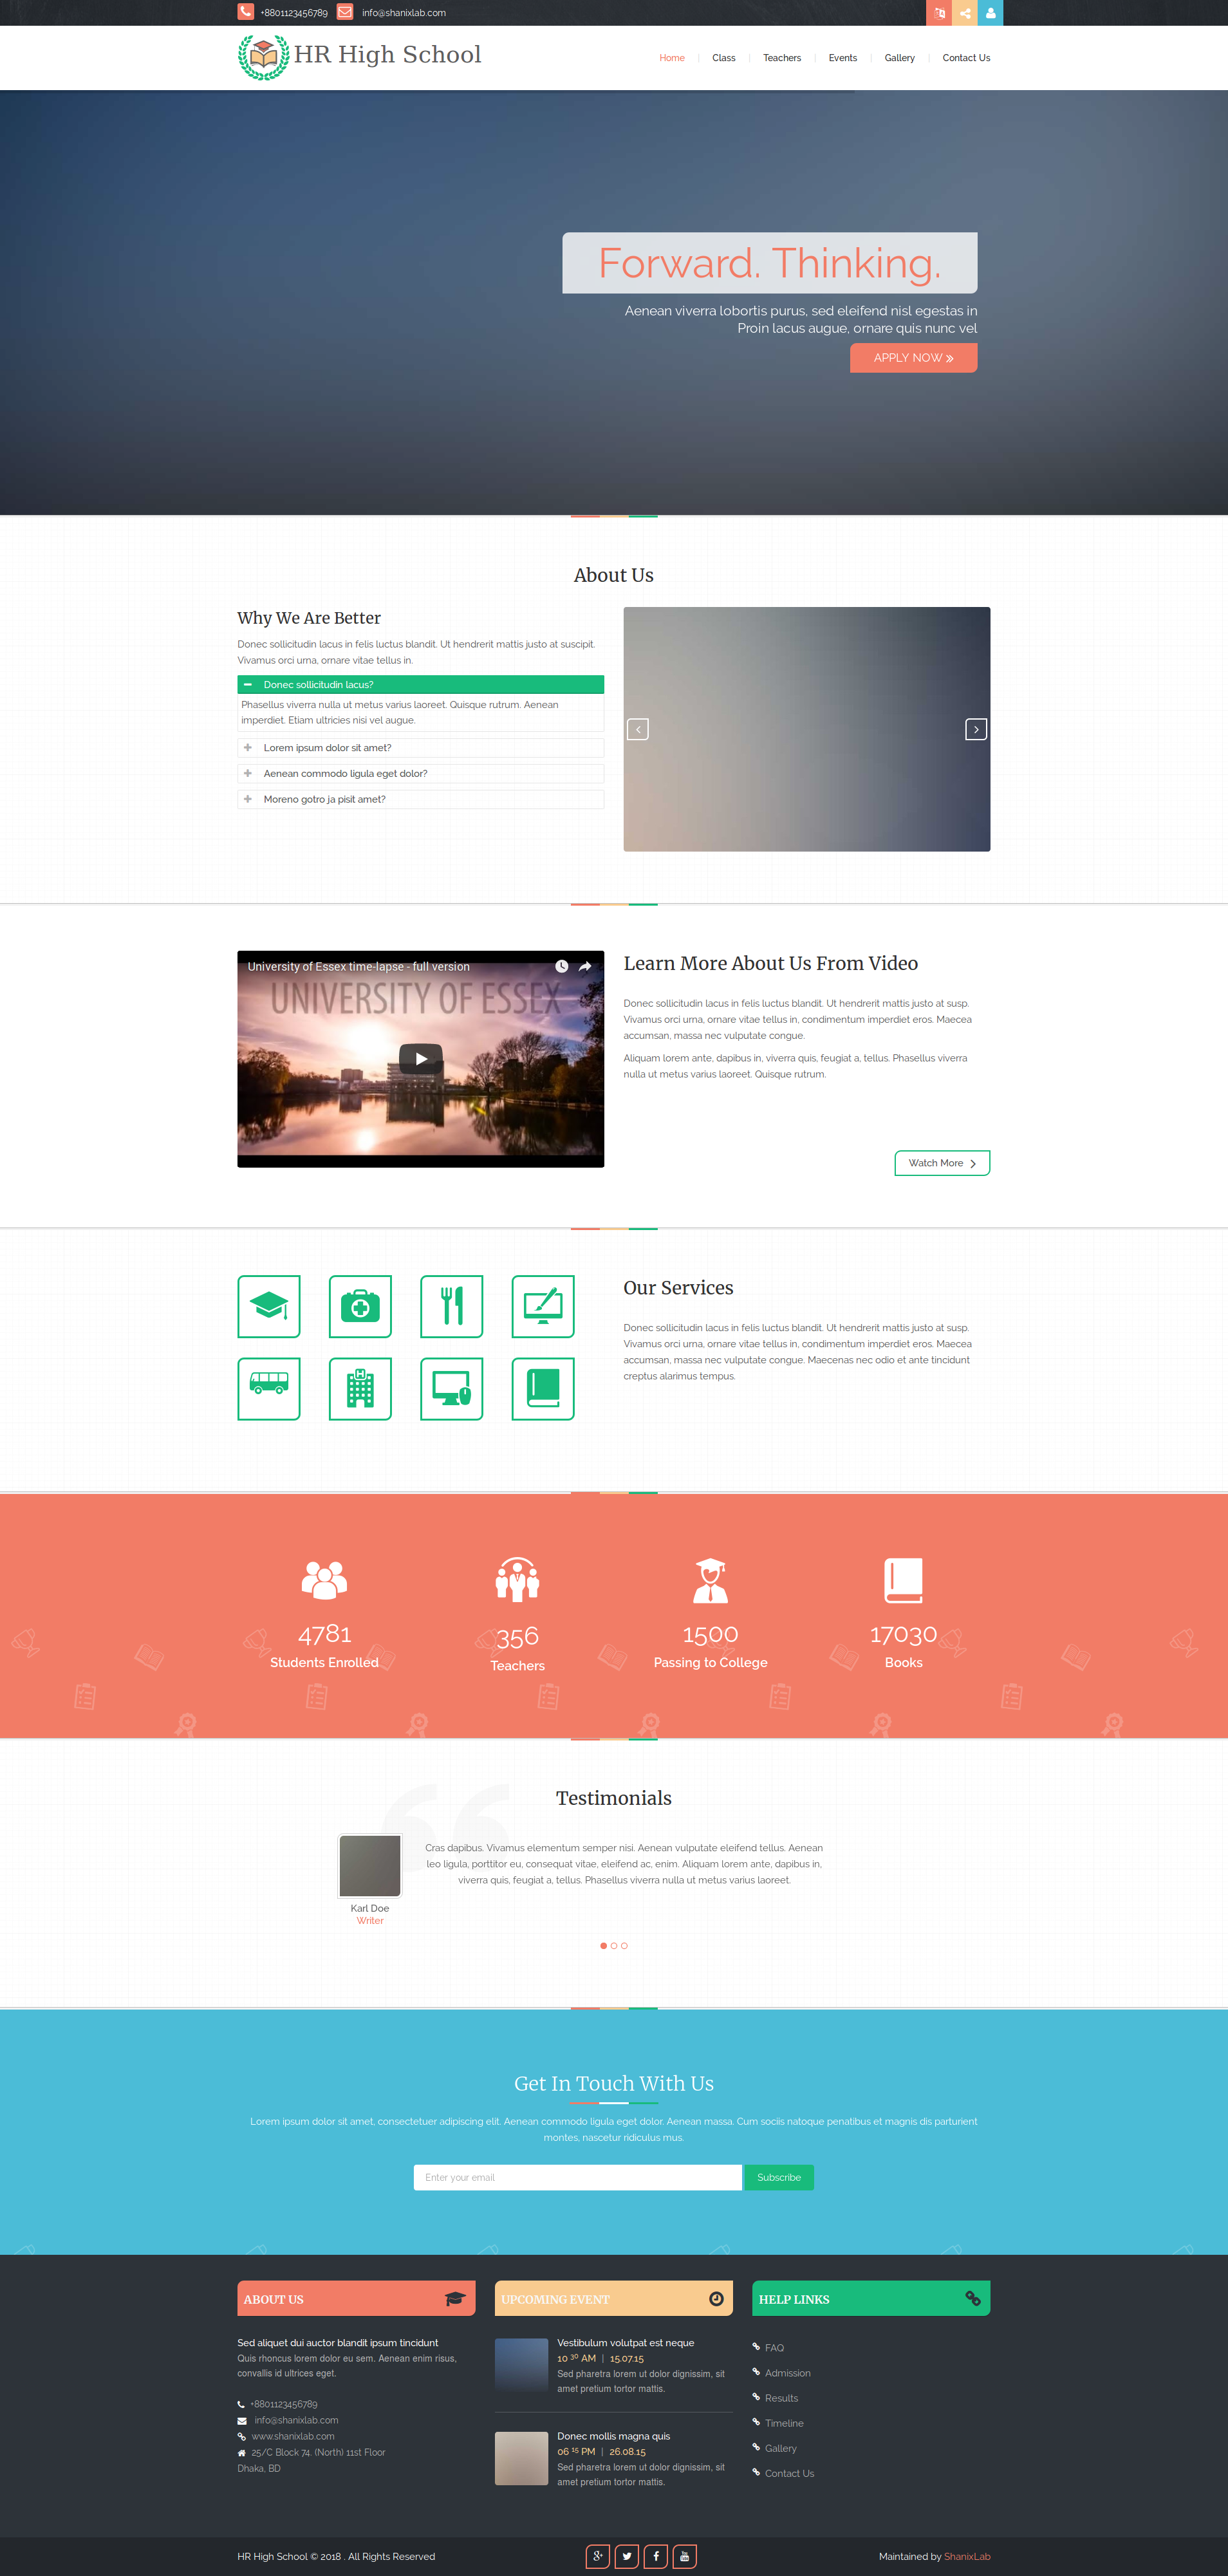 +8801123456789 info@shanixlab.com
HR High School
Home Class Teachers Events Gallery Contact Us
Forward. Thinking.
Aenean viverra lobortis purus, sed eleifend nisl egestas in
Proin lacus augue, ornare quis nunc vel
APPLY NOW
About Us
Why We Are Better
Donec sollicitudin lacus in felis luctus blandit. Ut hendrerit mattis justo at suscipit.
Vivamus orci urna, ornare vitae tellus in.
Donec sollicitudin lacus?
Phasellus viverra nulla ut metus varius laoreet. Quisque rutrum. Aenean
imperdiet. Etiam ultricies nisi vel augue.
Lorem ipsum dolor sit amet?
Aenean commodo ligula eget dolor?
Moreno gotro ja pisit amet?
University of Essex time-lapse - full version
UNIVERSITY OF ESSEX
Learn More About Us From Video
Donec sollicitudin lacus in felis luctus blandit. Ut hendrerit mattis justo at susp.
Vivamus orci urna, ornare vitae tellus in, condimentum imperdiet eros. Maecea
accumsan, massa nec vulputate congue.
Aliquam lorem ante, dapibus in, viverra quis, feugiat a, tellus. Phasellus viverra
nulla ut metus varius laoreet. Quisque rutrum.
Watch More
Our Services
Donec sollicitudin lacus in felis luctus blandit. Ut hendrerit mattis justo at susp.
Vivamus orci urna, ornare vitae tellus in, condimentum imperdiet eros. Maecea
accumsan, massa nec vulputate congue. Maecenas nec odio et ante tincidunt
creptus alarimus tempus.
4781
Students Enrolled
356
Teachers
1500
Passing to College
17030
Books
Testimonials
Cras dapibus. Vivamus elementum semper nisi. Aenean vulputate eleifend tellus. Aenean
leo ligula, porttitor eu, consequat vitae, eleifend ac, enim. Aliquam lorem ante, dapibus in,
viverra quis, feugiat a, tellus. Phasellus viverra nulla ut metus varius laoreet.
Karl Doe
Writer
Get In Touch With Us
Lorem ipsum dolor sit amet, consectetuer adipiscing elit. Aenean commodo ligula eget dolor. Aenean massa. Cum sociis natoque penatibus et magnis dis parturient
montes, nascetur ridiculus mus.
Enter your email Subscribe
ABOUT US
Sed aliquet dui auctor blandit ipsum tincidunt
Quis rhoncus lorem dolor eu sem. Aenean enim risus,
convallis id ultrices eget.
+8801123456789
info@shanixlab.com
www.shanixlab.com
25/C Block 74, (North) 11st Floor
Dhaka, BD
UPCOMING EVENT
Vestibulum volutpat est neque
10 30 AM | 15.07.15
Sed pharetra lorem ut dolor dignissim, sit
amet pretium tortor mattis.
Donec mollis magna quis
06 15 PM | 26.08.15
Sed pharetra lorem ut dolor dignissim, sit
amet pretium tortor mattis.
HELP LINKS
FAQ
Admission
Results
Timeline
Gallery
Contact Us
HR High School © 2018 . All Rights Reserved
Maintained by ShanixLab